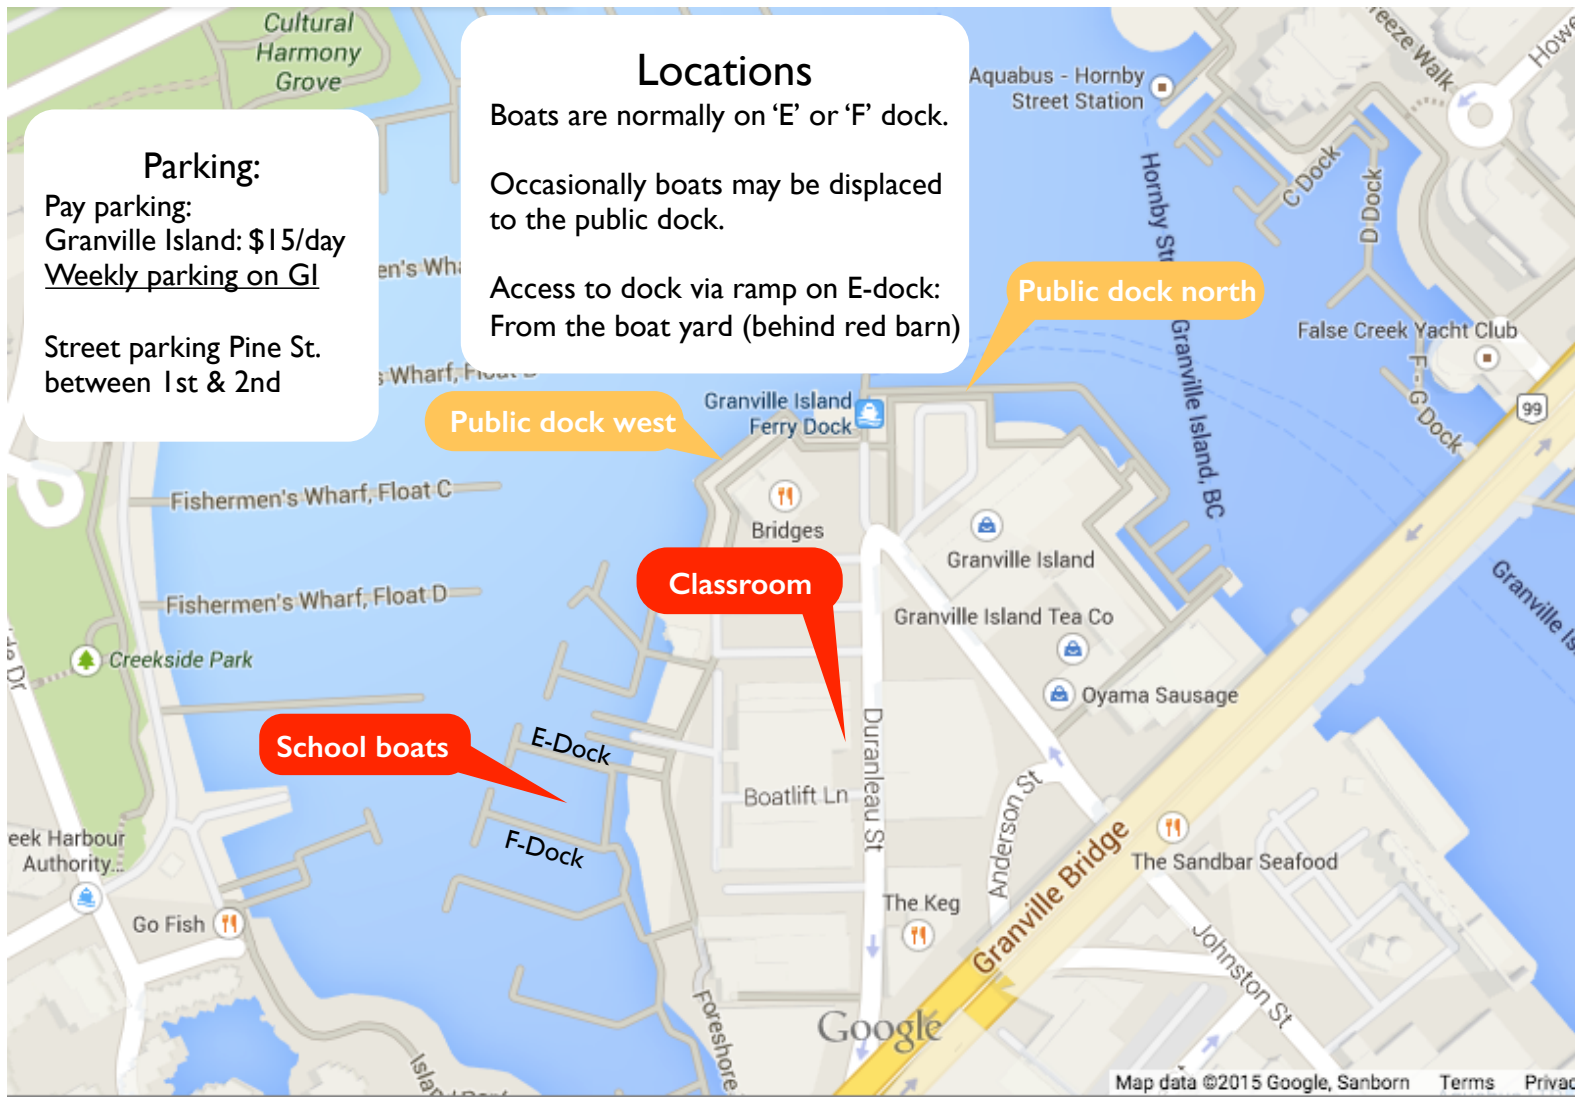 Cultural
Harmony
Grove
Parking:
Pay parking:
Granville Island: $15/day
Weekly parking on GI
Street parking Pine St.
between 1st & 2nd
Locations
Boats are normally on ‘E’ or ‘F’ dock.
Occasionally boats may be displaced
to the public dock.
Access to dock via ramp on E-dock:
From the boat yard (behind red barn)
Aquabus - Hornby
Street Station
Howe
C Dock
D Dock
Public dock north
False Creek Yacht Club
F - G Dock
99
Granville Island, BC
Granville Island
Ferry Dock
Public dock west
Fishermen's Wharf, Float C
Bridges
Granville Island
Classroom
Fishermen's Wharf, Float D
Granville Island Tea Co
Creekside Park
Oyama Sausage
School boats
E-Dock
F-Dock
Boatlift Ln
Duranleau St
Anderson St
Granville Bridge
The Sandbar Seafood
eek Harbour
Authority...
Go Fish
The Keg
Johnston St
Foreshore
Google
Map data ©2015 Google, Sanborn
Terms
Privac